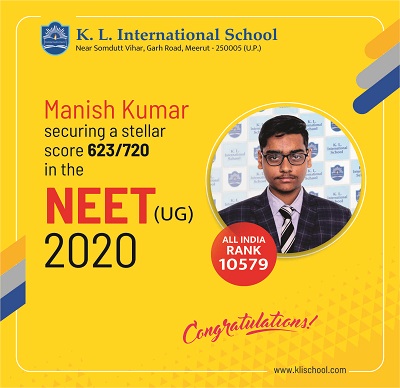 K. L. International School
Near Somdutt Vihar, Garh Road, Meerut - 250005 (U.P.)
Manish Kumar
securing a stellar
score 623/720
in the
NEET (UG)
2020
ALL INDIA
RANK
10579
Congratulations!
www.klischool.com